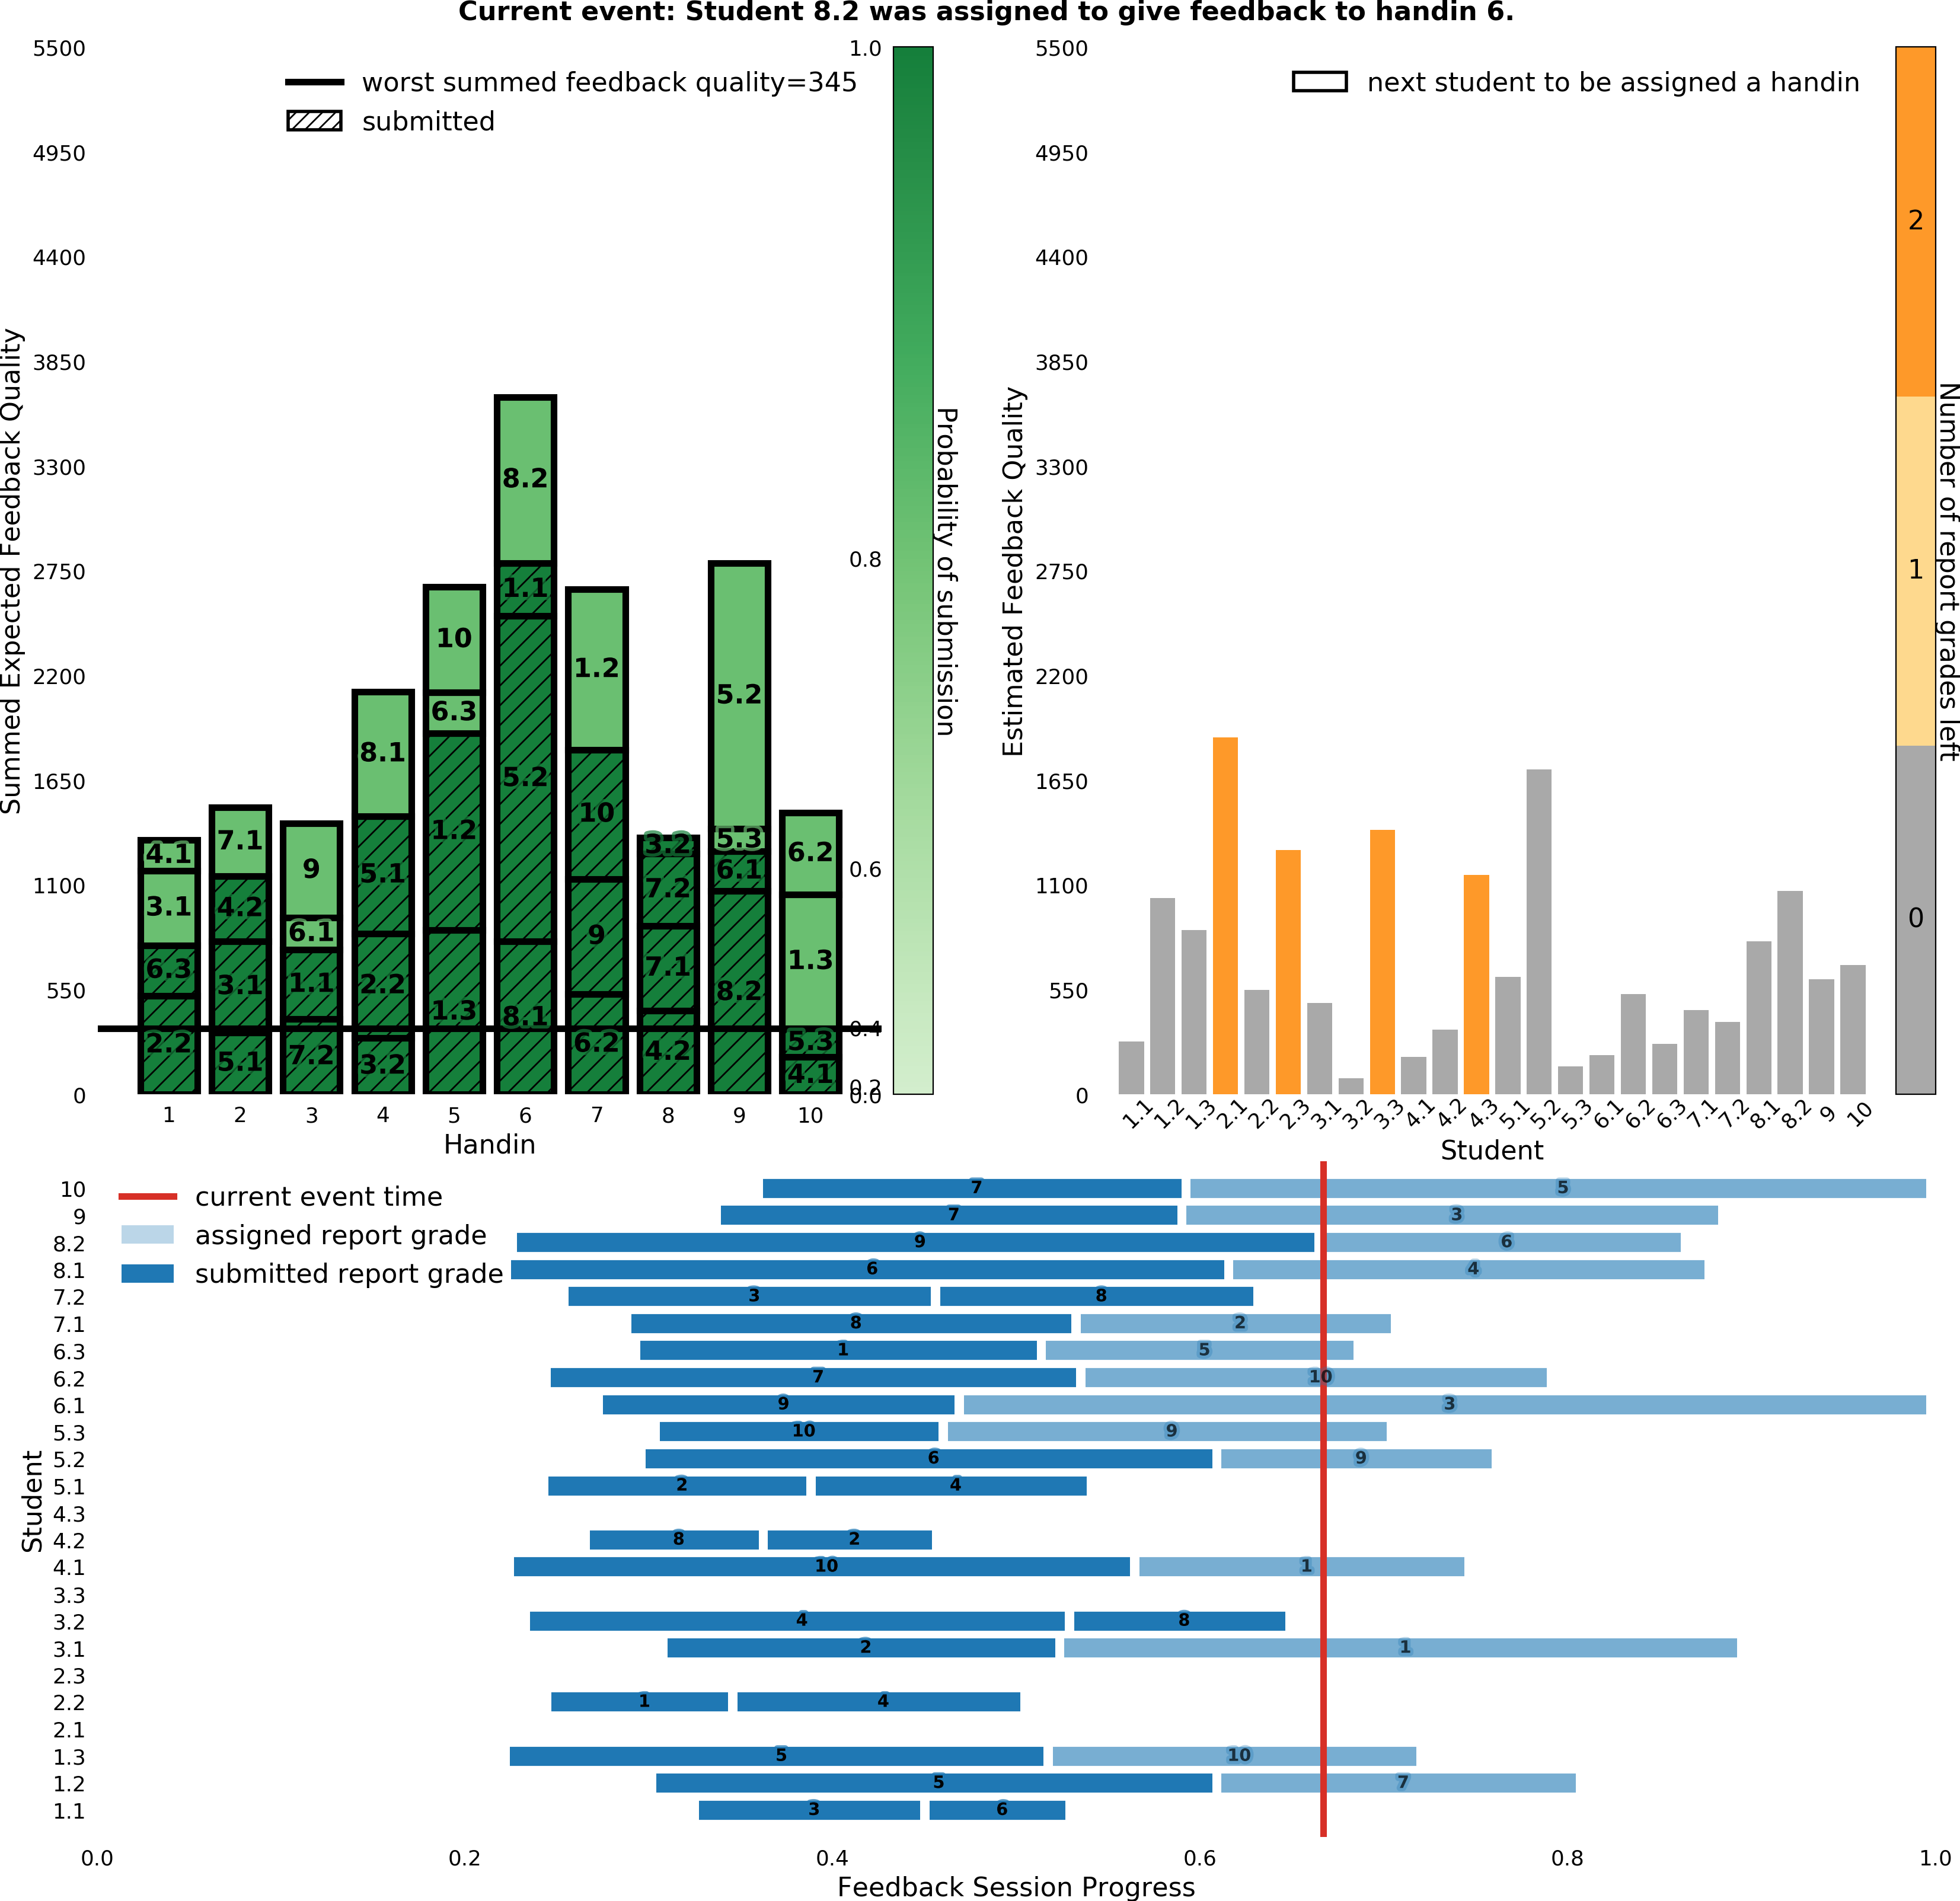 Current event: Student 8.2 was assigned to give feedback to handin 6.
5500
4950
4400
3850
3300
2750
2200
1650
1100
550
0
Summed Expected Feedback Quality
worst summed feedback quality=345
submitted
4.1
3.1
6.3
2.2
7.1
4.2
3.1
5.1
9
6.1
1.1
7.2
8.1
5.1
2.2
3.2
10
6.3
1.2
1.3
8.2
1.1
5.2
8.1
1.2
10
9
6.2
3.2
7.2
7.1
4.2
5.2
5.3
6.1
8.2
6.2
1.3
5.3
4.1
1 2 3 4 5 6 7 8 9 10
Handin
1.0
0.8
0.6
0.4
0.2
0.0
Probability of submission
5500
4950
4400
3850
3300
2750
2200
1650
1100
550
0
Estimated Feedback Quality
next student to be assigned a handin
1.1 1.2 1.3 2.1 2.2 2.3 3.1 3.2 3.3 4.1 4.2 4.3 5.1 5.2 5.3 6.1 6.2 6.3 7.1 7.2 8.1 8.2 9 10
Student
2
1
0
Number of report grades left
current event time
assigned report grade
submitted report grade
Student
10 7 5
9 7 3
8.2 9 6
8.1 6 4
7.2 3 8
7.1 8 2
6.3 1 5
6.2 7 10
6.1 9 3
5.3 10 9
5.2 6 9
5.1 2 4
4.3
4.2 8 2
4.1 10 1
3.3
3.2 4 8
3.1 2 1
2.3
2.2 1 4
2.1
1.3 5 10
1.2 5 7
1.1 3 6
0.0 0.2 0.4 0.6 0.8 1.0
Feedback Session Progress